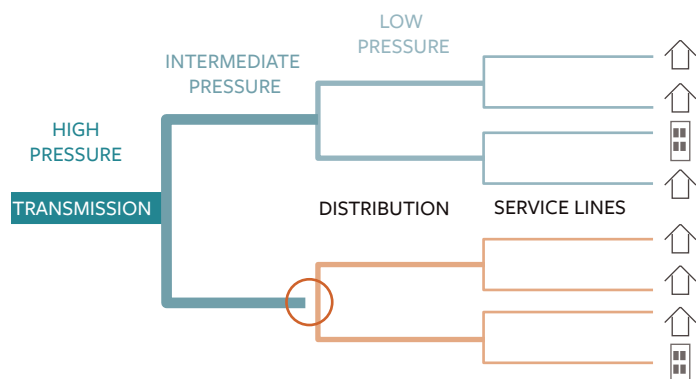 LOW
PRESSURE
INTERMEDIATE
PRESSURE
HIGH
PRESSURE
TRANSMISSION
DISTRIBUTION
SERVICE LINES